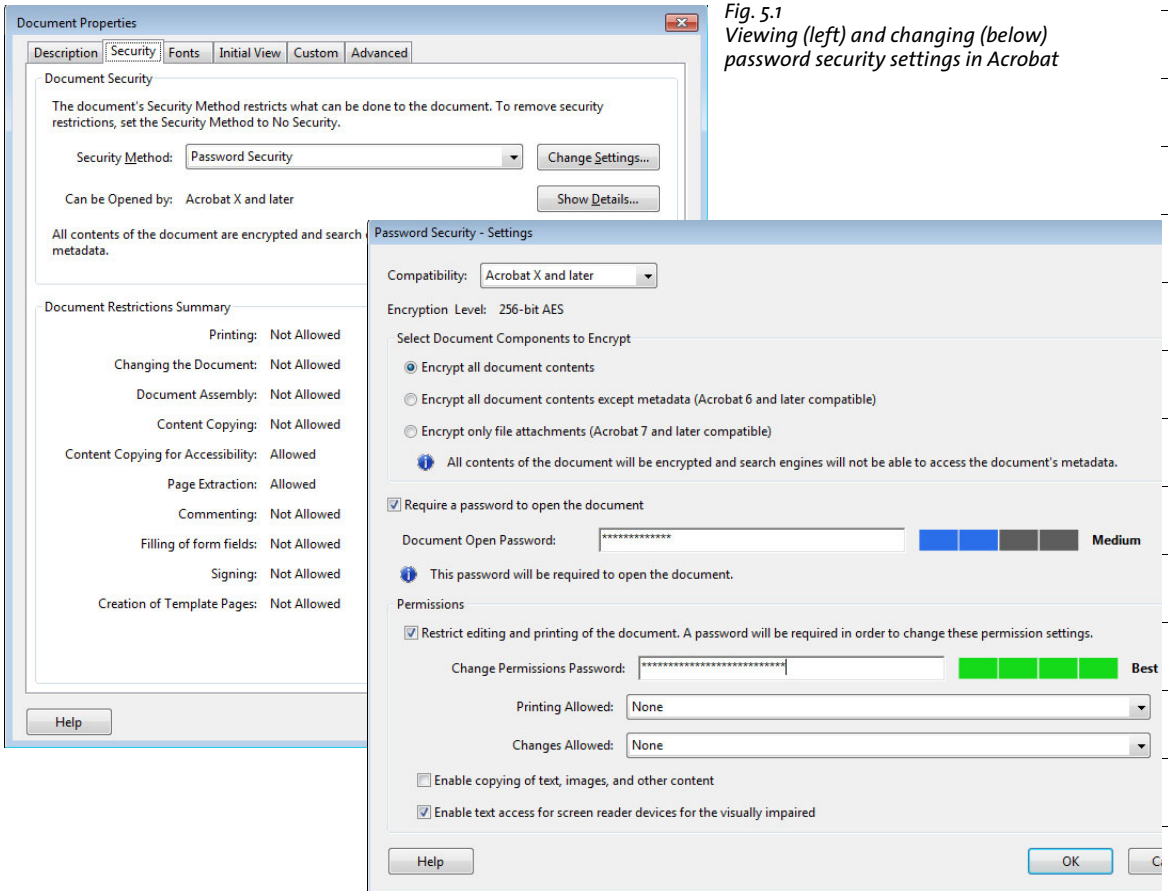 Fig. 5.1
Viewing (left) and changing (below)
password security settings in Acrobat
Document Properties
Description Security Fonts Initial View Custom Advanced
Document Security
The document's Security Method restricts what can be done to the document. To remove security
restrictions, set the Security Method to No Security.
Security Method: Password Security Change Settings...
Can be Opened by: Acrobat X and later Show Details...
All contents of the document are encrypted and search
metadata.
Document Restrictions Summary
Printing: Not Allowed
Changing the Document: Not Allowed
Document Assembly: Not Allowed
Content Copying: Not Allowed
Content Copying for Accessibility: Allowed
Page Extraction: Allowed
Commenting: Not Allowed
Filling of form fields: Not Allowed
Signing: Not Allowed
Creation of Template Pages: Not Allowed
Help
Password Security - Settings
Compatibility: Acrobat X and later
Encryption Level: 256-bit AES
Select Document Components to Encrypt
Encrypt all document contents
Encrypt all document contents except metadata (Acrobat 6 and later compatible)
Encrypt only file attachments (Acrobat 7 and later compatible)
All contents of the document will be encrypted and search engines will not be able to access the document's metadata.
Require a password to open the document
Document Open Password: ************* Medium
This password will be required to open the document.
Permissions
Restrict editing and printing of the document. A password will be required in order to change these permission settings.
Change Permissions Password: *************************** Best
Printing Allowed: None
Changes Allowed: None
Enable copying of text, images, and other content
Enable text access for screen reader devices for the visually impaired
Help OK